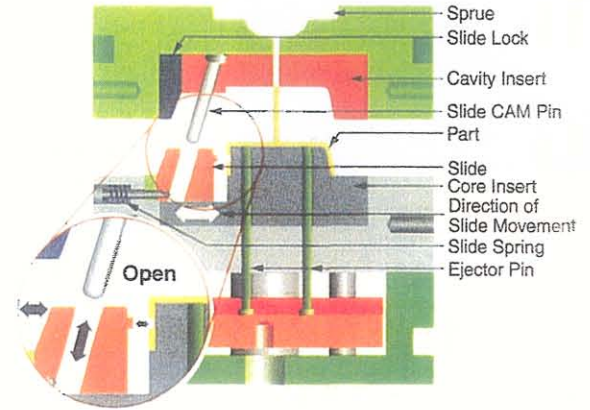 Sprue
Slide Lock
Cavity Insert
Slide CAM Pin
Part
Slide
Core Insert
Direction of
Slide Movement
Slide Spring
Ejector Pin
Open